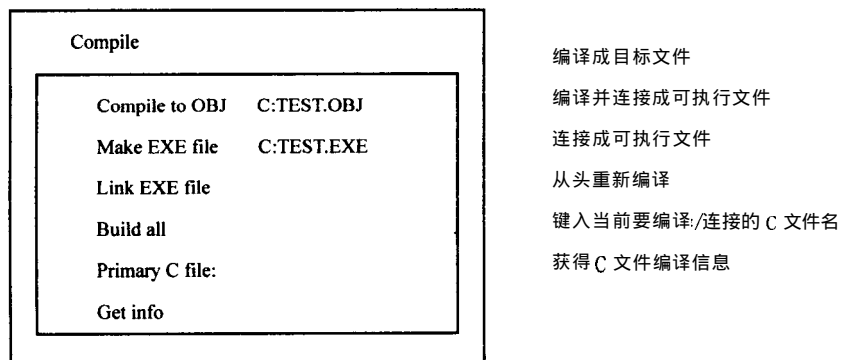 Compile
Compile to OBJ C:TEST.OBJ
Make EXE file C:TEST.EXE
Link EXE file
Build all
Primary C file:
Get info
编译成目标文件
编译并连接成可执行文件
连接成可执行文件
从头重新编译
键入当前要编译:/连接的 C 文件名
获得 C 文件编译信息